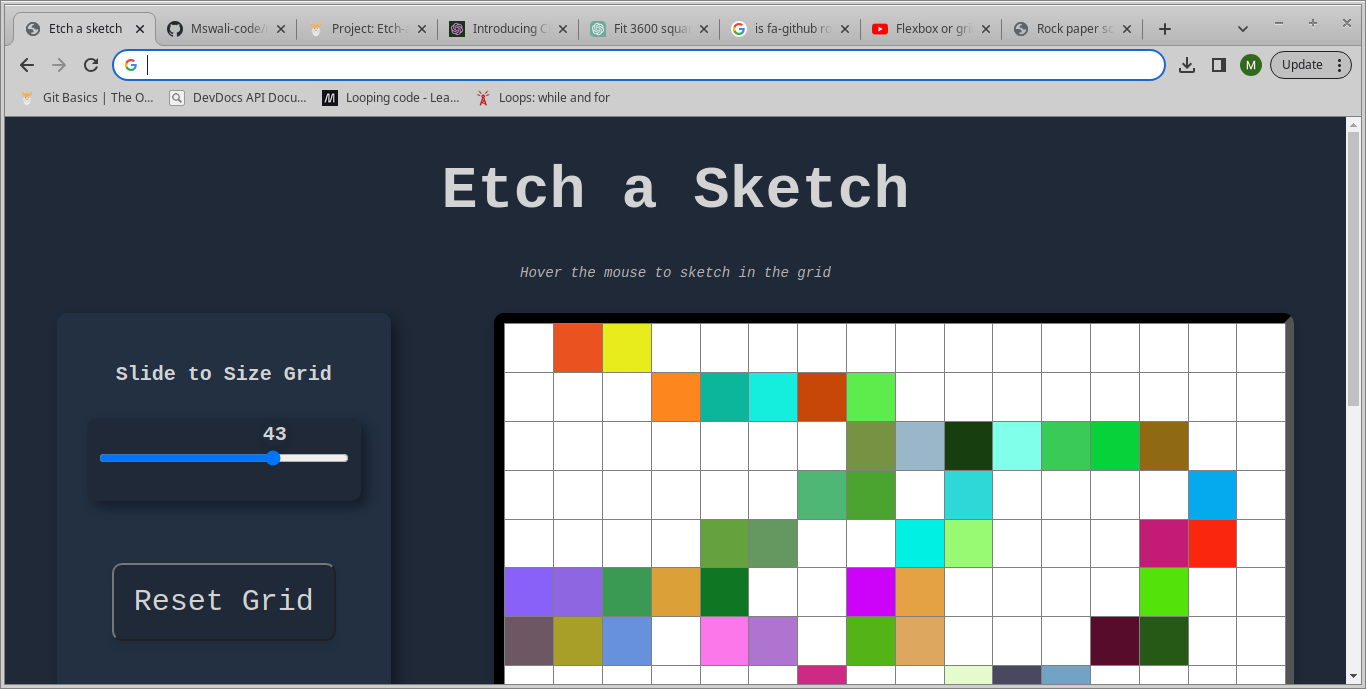 Etch a sketch
Mswali-code/
Project: Etch-
Introducing C
Fit 3600 squa
is fa-github ro
Flexbox or gri
Rock paper sc
M
Update
Git Basics | The O...
DevDocs API Docu...
M
Looping code - Lea...
Loops: while and for
Etch a Sketch
Hover the mouse to sketch in the grid
Slide to Size Grid
43
Reset Grid